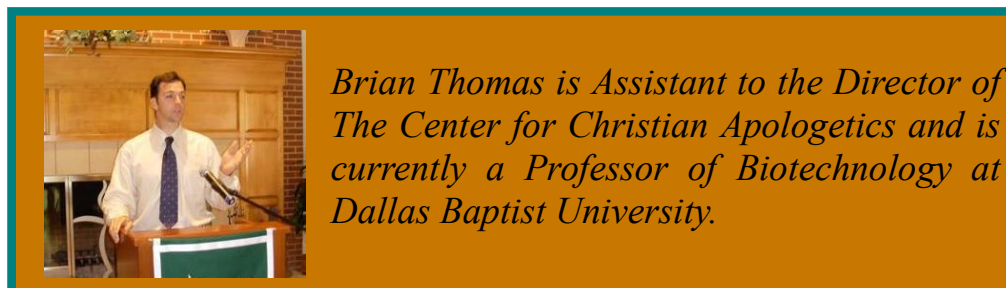 Brian Thomas is Assistant to the Director of
The Center for Christian Apologetics and is
currently a Professor of Biotechnology at
Dallas Baptist University.